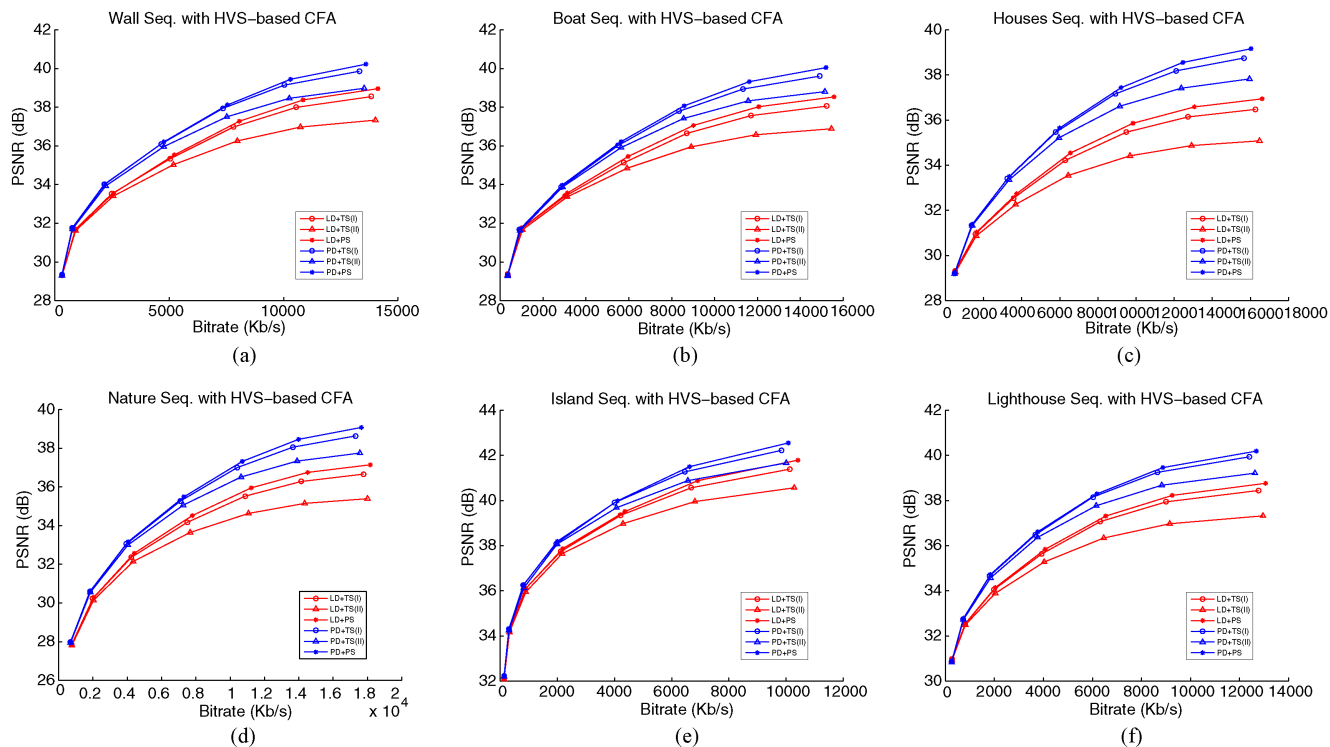 Wall Seq. with HVS−based CFA
PSNR (dB)
42
40
38
36
34
32
30
28
0
5000
10000
15000
Bitrate (Kb/s)
LD+TS(I)
LD+TS(II)
LD+PS
PD+TS(I)
PD+TS(II)
PD+PS
(a)
Boat Seq. with HVS−based CFA
PSNR (dB)
42
40
38
36
34
32
30
28
0
2000
4000
6000
8000
10000
12000
14000
16000
Bitrate (Kb/s)
LD+TS(I)
LD+TS(II)
LD+PS
PD+TS(I)
PD+TS(II)
PD+PS
(b)
Houses Seq. with HVS−based CFA
PSNR (dB)
40
38
36
34
32
30
28
0
2000
4000
6000
8000
10000
12000
14000
16000
18000
Bitrate (Kb/s)
LD+TS(I)
LD+TS(II)
LD+PS
PD+TS(I)
PD+TS(II)
PD+PS
(c)
Nature Seq. with HVS−based CFA
PSNR (dB)
40
38
36
34
32
30
28
26
0
0.2
0.4
0.6
0.8
1
1.2
1.4
1.6
1.8
2
x 10⁴
Bitrate (Kb/s)
LD+TS(I)
LD+TS(II)
LD+PS
PD+TS(I)
PD+TS(II)
PD+PS
(d)
Island Seq. with HVS−based CFA
PSNR (dB)
44
42
40
38
36
34
32
0
2000
4000
6000
8000
10000
12000
Bitrate (Kb/s)
LD+TS(I)
LD+TS(II)
LD+PS
PD+TS(I)
PD+TS(II)
PD+PS
(e)
Lighthouse Seq. with HVS−based CFA
PSNR (dB)
42
40
38
36
34
32
30
0
2000
4000
6000
8000
10000
12000
14000
Bitrate (Kb/s)
LD+TS(I)
LD+TS(II)
LD+PS
PD+TS(I)
PD+TS(II)
PD+PS
(f)